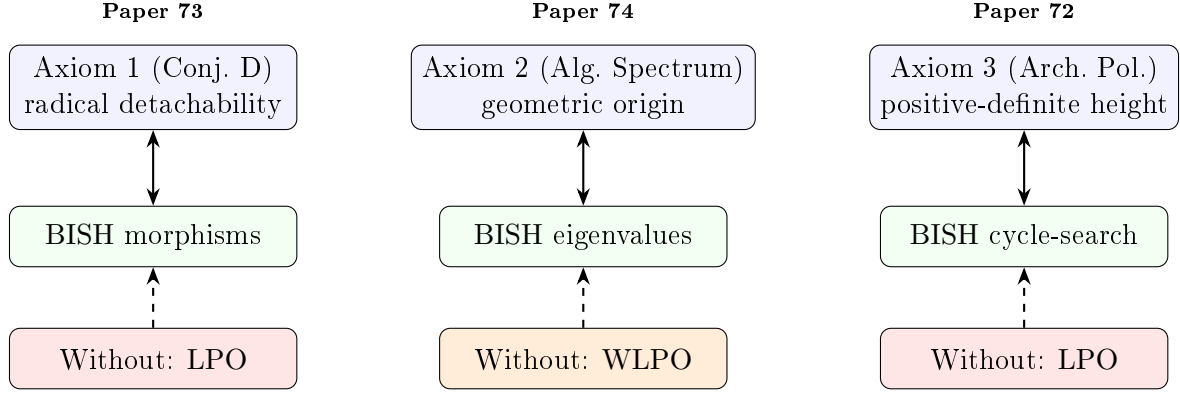 Paper 73
Axiom 1 (Conj. D)
radical detachability
BISH morphisms
Without: LPO
Paper 74
Axiom 2 (Alg. Spectrum)
geometric origin
BISH eigenvalues
Without: WLPO
Paper 72
Axiom 3 (Arch. Pol.)
positive-definite height
BISH cycle-search
Without: LPO